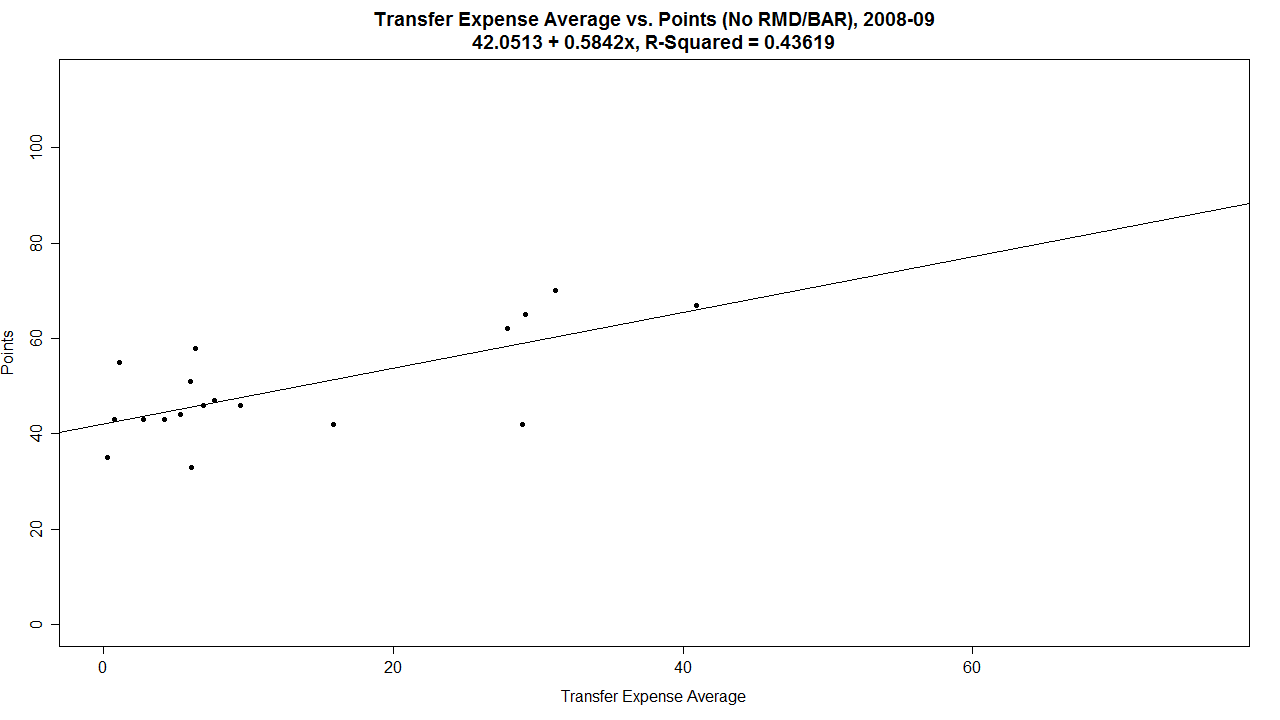 Transfer Expense Average vs. Points (No RMD/BAR), 2008-09
42.0513 + 0.5842x, R-Squared = 0.43619
Points
100
80
60
40
20
0
0 20 40 60
Transfer Expense Average